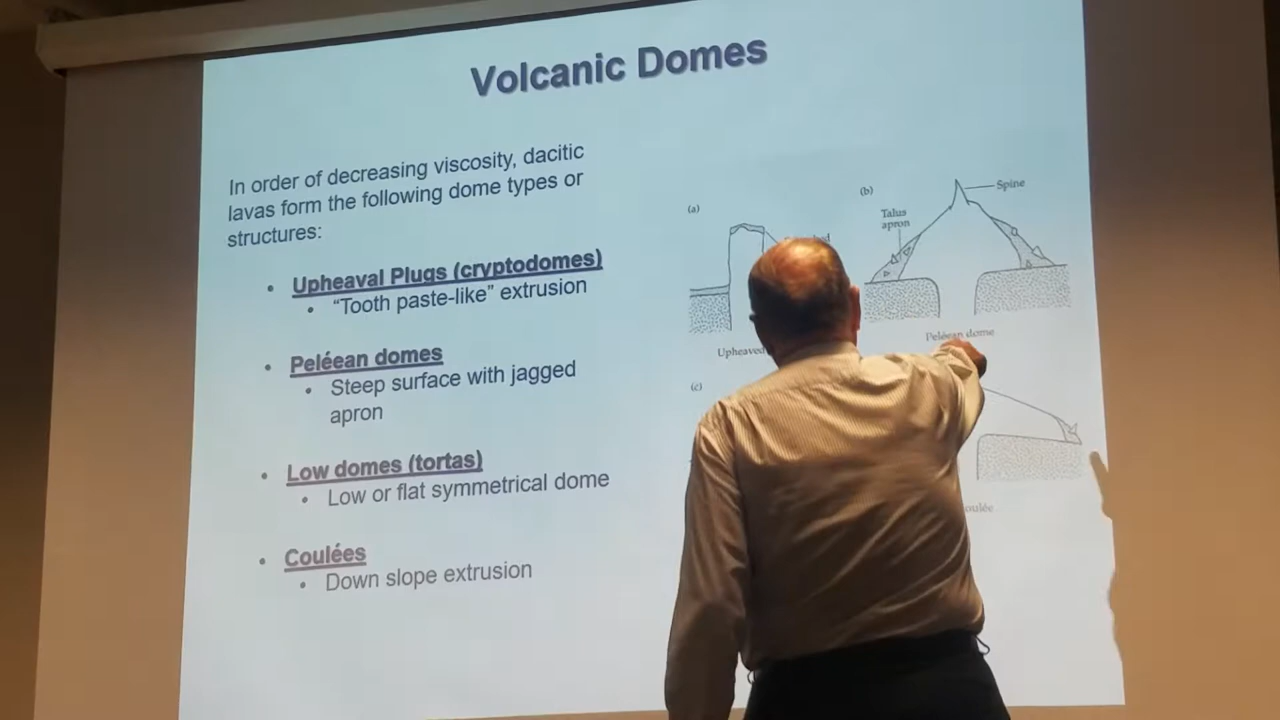 Volcanic Domes
In order of decreasing viscosity, dacitic
lavas form the following dome types or
structures:
• Upheaval Plugs (cryptodomes)
• “Tooth paste-like” extrusion
• Peléean domes
• Steep surface with jagged
apron
• Low domes (tortas)
• Low or flat symmetrical dome
• Coulées
• Down slope extrusion
(a)
Upheaved
(b)
Spine
Talus
apron
Peléean dome
(c)